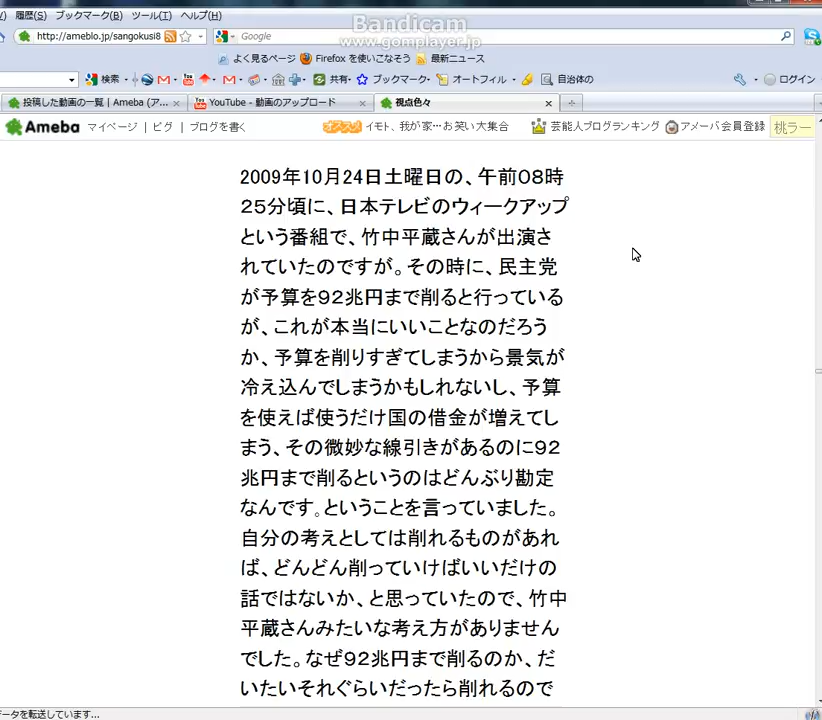 履歴(S) ブックマーク(B) ツール(T) ヘルプ(H)
Bandicam
www.gomplayer.jp
http://ameblo.jp/sangokusi8 Google
よく見るページ Firefox を使いこなそう 最新ニュース
検索 共有 ブックマーク オートフィル 自治体の ログイン
投稿した動画の一覧 | Ameba (ア... YouTube - 動画のアップロード 視点色々
Ameba マイページ | ピグ | ブログを書く オススメ! イモト、我が家…お笑い大集合 芸能人ブログランキング アメーバ会員登録 桃ラー
2009年10月24日土曜日の、午前08時
25分頃に、日本テレビのウィークアップ
という番組で、竹中平蔵さんが出演さ
れていたのですが。その時に、民主党
が予算を92兆円まで削ると行っている
が、これが本当にいいことなのだろう
か、予算を削りすぎてしまうから景気が
冷え込んでしまうかもしれないし、予算
を使えば使うだけ国の借金が増えてし
まう、その微妙な線引きがあるのに92
兆円まで削るというのはどんぶり勘定
なんです。ということを言っていました。
自分の考えとしては削れるものがあれ
ば、どんどん削っていけばいいだけの
話ではないか、と思っていたので、竹中
平蔵さんみたいな考え方がありません
でした。なぜ92兆円まで削るのか、だ
いたいそれぐらいだったら削れるので
ータを転送しています...